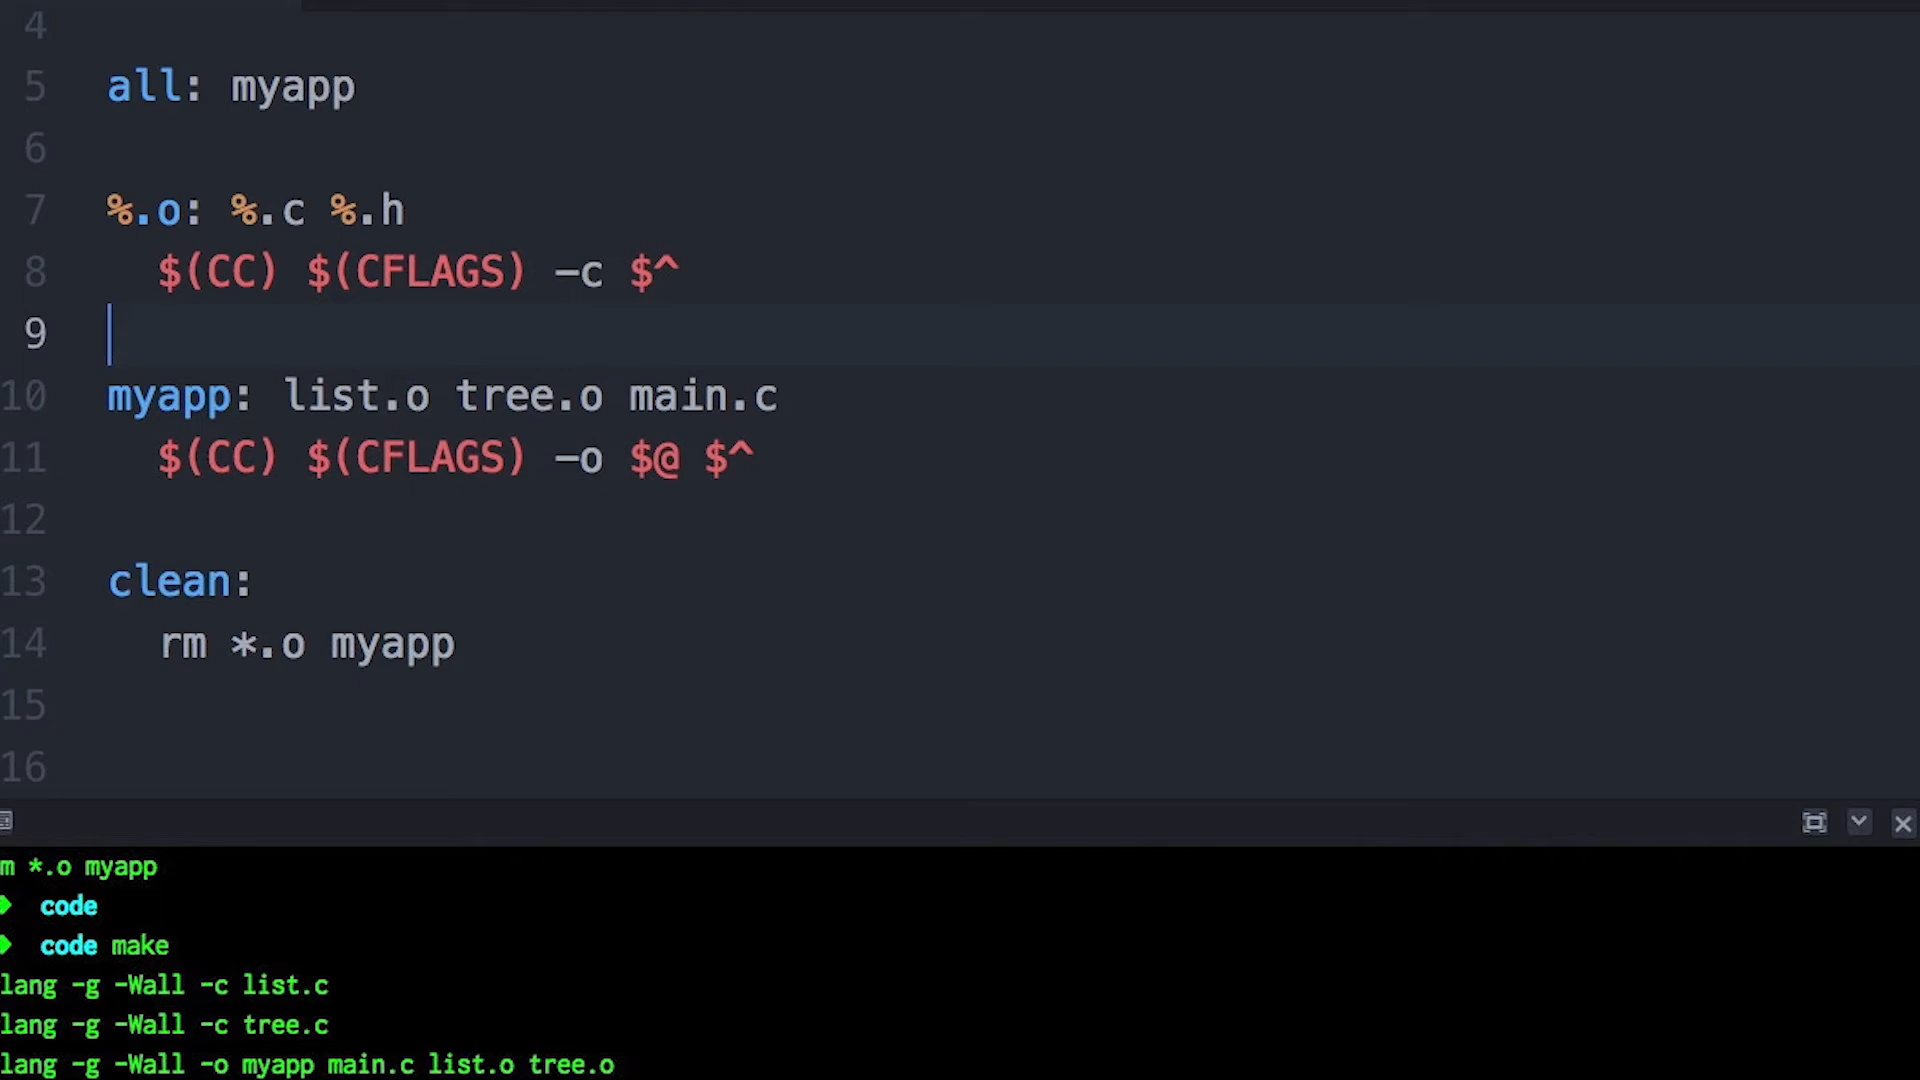 4
5 all: myapp
6
7 %.o: %.c %.h
8 $(CC) $(CFLAGS) -c $^
9
10 myapp: list.o tree.o main.c
11 $(CC) $(CFLAGS) -o $@ $^
12
13 clean:
14 rm *.o myapp
15
16
m *.o myapp
code
code make
lang -g -Wall -c list.c
lang -g -Wall -c tree.c
lang -g -Wall -o myapp main.c list.o tree.o